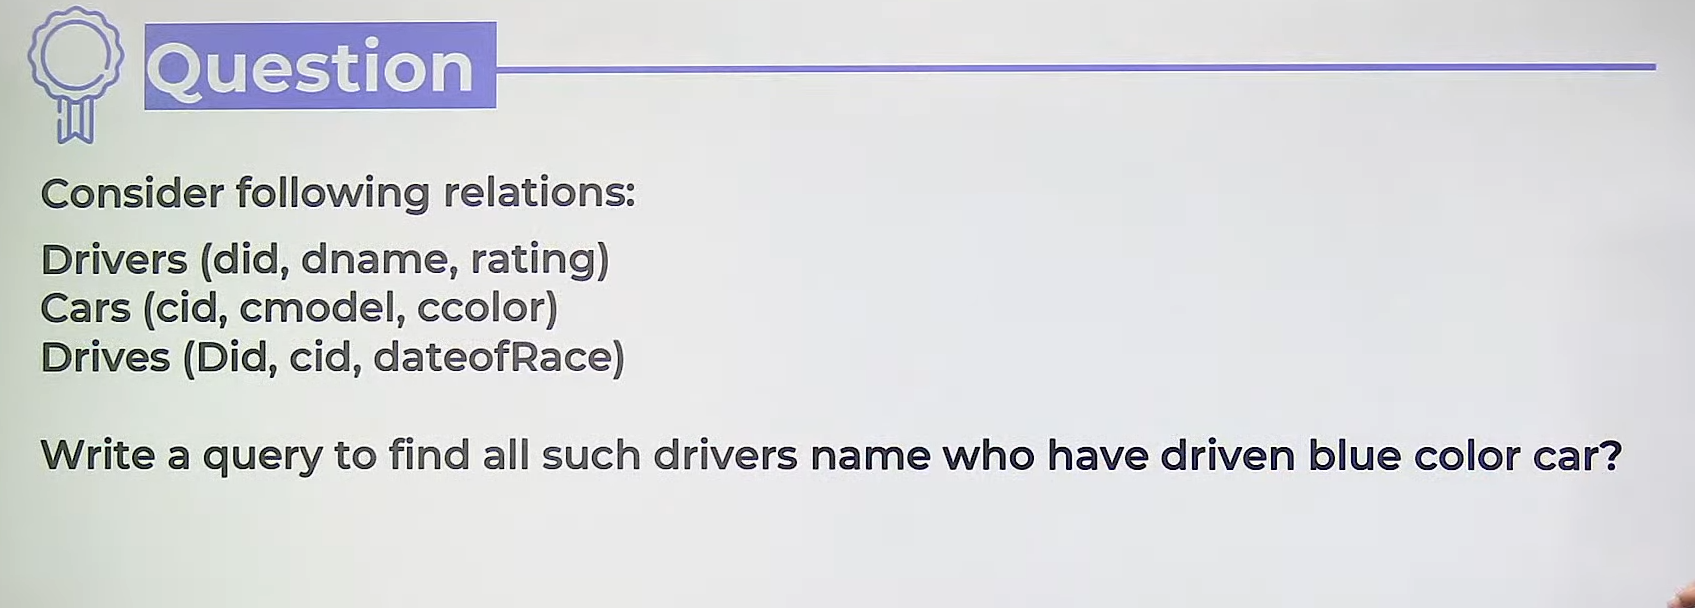 Question
Consider following relations:
Drivers (did, dname, rating)
Cars (cid, cmodel, ccolor)
Drives (Did, cid, dateofRace)
Write a query to find all such drivers name who have driven blue color car?